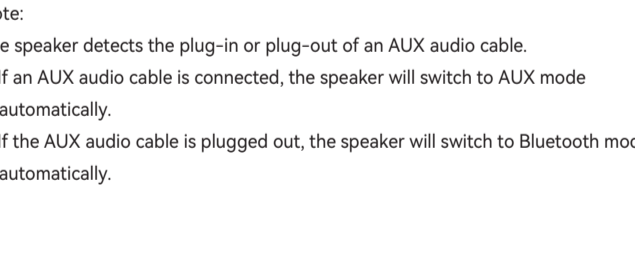 ote:
e speaker detects the plug-in or plug-out of an AUX audio cable.
If an AUX audio cable is connected, the speaker will switch to AUX mode
automatically.
If the AUX audio cable is plugged out, the speaker will switch to Bluetooth mod
automatically.